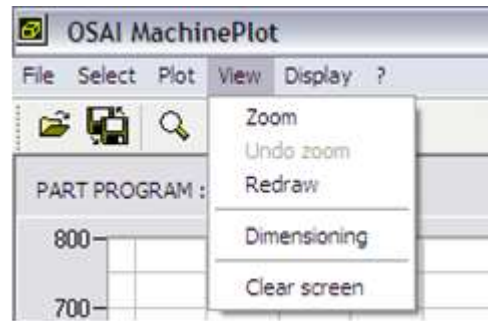 OSAI MachinePlot
File Select Plot View Display ?
Zoom
Undo zoom
Redraw
Dimensioning
Clear screen
PART PROGRAM :
800
700